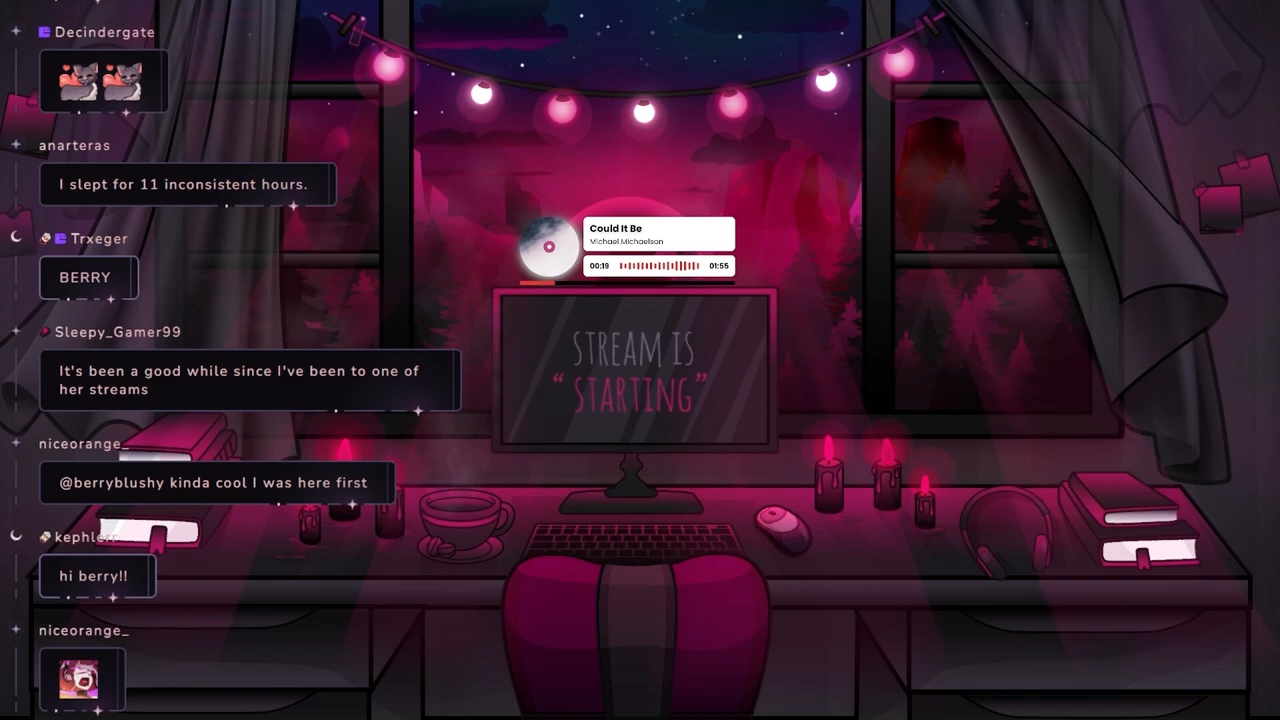 Decindergate
anarteras
I slept for 11 inconsistent hours.
Trxeger
BERRY
Sleepy_Gamer99
It's been a good while since I've been to one of
her streams
niceorange_
@berryblushy kinda cool I was here first
kephlerr
hi berry!!
niceorange_
Could It Be
Michael Michaelson
00:19
01:55
STREAM IS
“ STARTING”